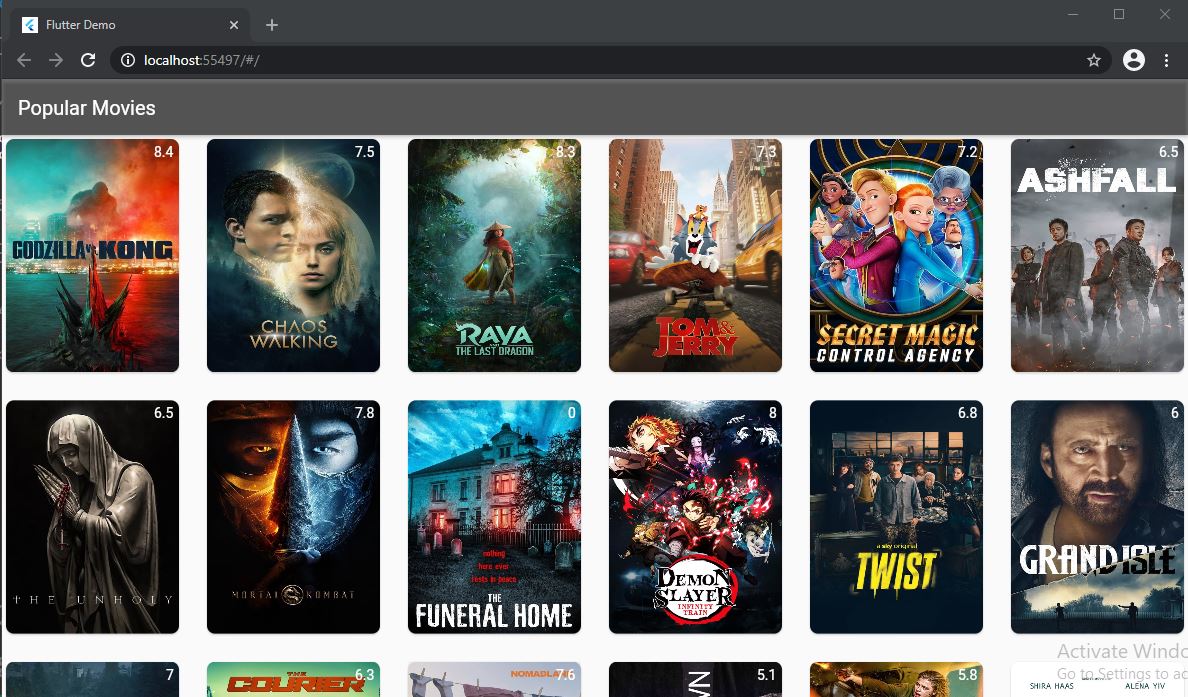 Flutter Demo
localhost:55497/#/
Popular Movies
8.4
GODZILLA vs KONG
7.5
CHAOS
WALKING
8.3
RAYA
AND
THE LAST DRAGON
7.3
TOM &
JERRY
7.2
SECRET MAGIC
CONTROL AGENCY
6.5
ASHFALL
6.5
THE UNHOLY
7.8
MORTAL KOMBAT
0
nothing
here ever
rests in peace
THE
FUNERAL HOME
8
DEMON
SLAYER
INFINITY
TRAIN
6.8
a sky original
TWIST
6
GRAND ISLE
7
6.3
THE
COURIER
7.6
NOMADLAND
5.1
5.8
Activate Windo
Go to Settings to ac
SHIRA HAAS
ALENA YIV